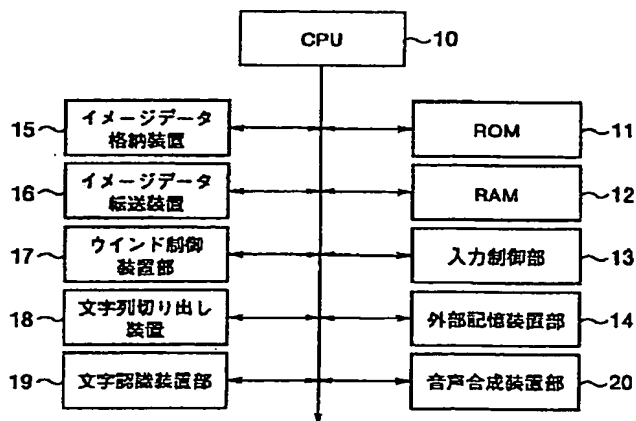 CPU
10
15
イメージデータ
格納装置
ROM
11
16
イメージデータ
転送装置
RAM
12
17
ウインド制御
装置部
入力制御部
13
18
文字列切り出し
装置
外部記憶装置部
14
19
文字認識装置部
音声合成装置部
20